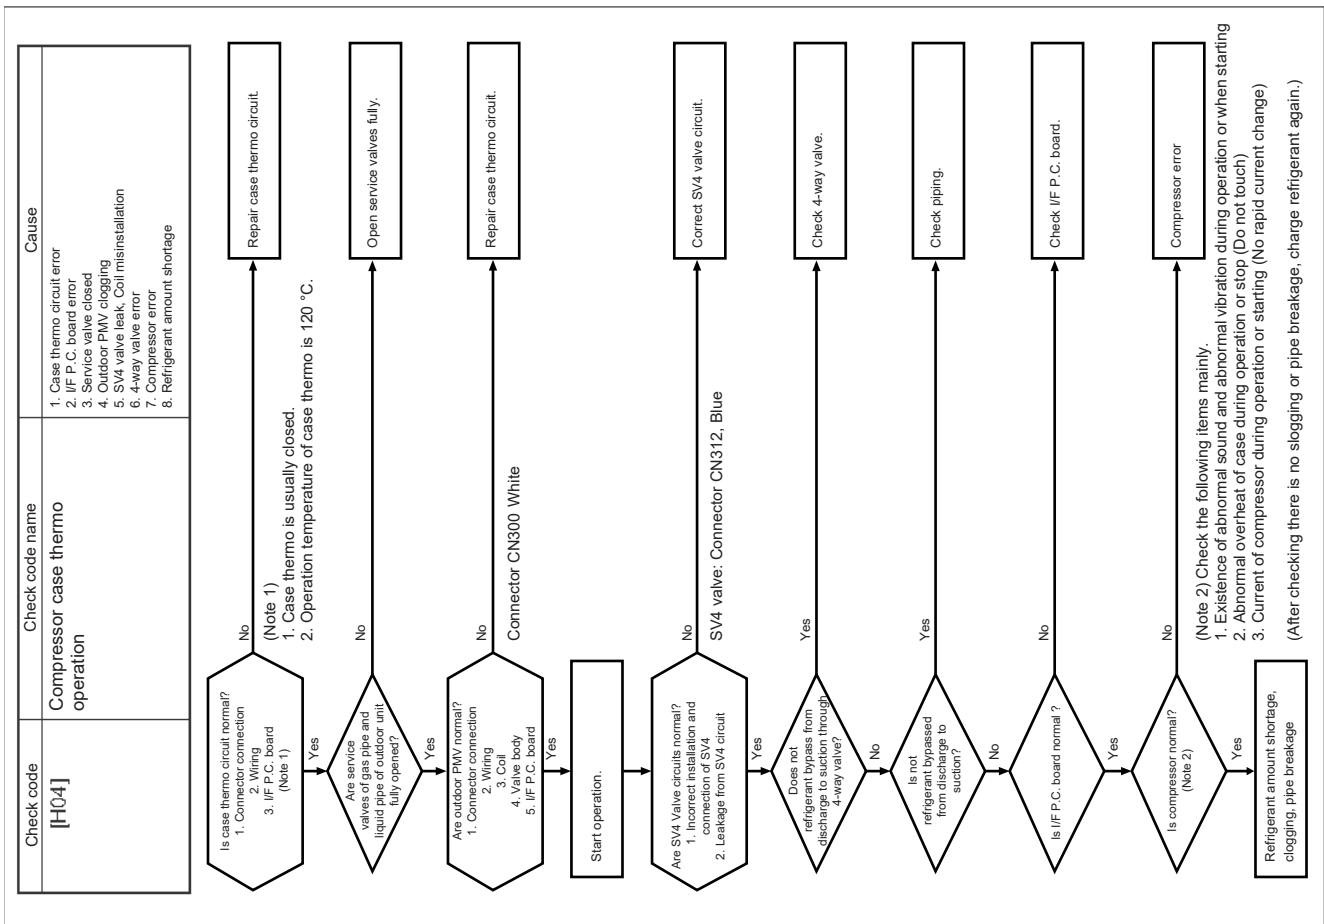 Check code
Check code name
Cause
[H04]
Compressor case thermo
operation
1. Case thermo circuit error
2. I/F P.C. board error
3. Service valve closed
4. Outdoor PMV clogging
5. SV4 valve leak, Coil misinstallation
6. 4-way valve error
7. Compressor error
8. Refrigerant amount shortage
Is case thermo circuit normal?
1. Connector connection
2. Wiring
3. I/F P.C. board
(Note 1)
No
Repair case thermo circuit.
(Note 1)
1. Case thermo is usually closed.
2. Operation temperature of case thermo is 120 °C.
Yes
Are service
valves of gas pipe and
liquid pipe of outdoor unit
fully opened?
No
Open service valves fully.
Yes
Are outdoor PMV normal?
1. Connector connection
2. Wiring
3. Coil
4. Valve body
5. I/F P.C. board
No
Repair case thermo circuit.
Connector CN300 White
Yes
Start operation.
Are SV4 Valve circuits normal?
1. Incorrect installation and
connection of SV4
2. Leakage from SV4 circuit
No
Correct SV4 valve circuit.
SV4 valve: Connector CN312, Blue
Yes
Does not
refrigerant bypass from
discharge to suction through
4-way valve?
Yes
Check 4-way valve.
No
Is not
refrigerant bypassed
from discharge to
suction?
Yes
Check piping.
No
Is I/F P.C. board normal ?
No
Check I/F P.C. board.
Yes
Is compressor normal?
(Note 2)
No
Compressor error
(Note 2) Check the following items mainly.
1. Existence of abnormal sound and abnormal vibration during operation or when starting
2. Abnormal overheat of case during operation or stop (Do not touch)
3. Current of compressor during operation or starting (No rapid current change)
Yes
Refrigerant amount shortage,
clogging, pipe breakage
(After checking there is no slogging or pipe breakage, charge refrigerant again.)